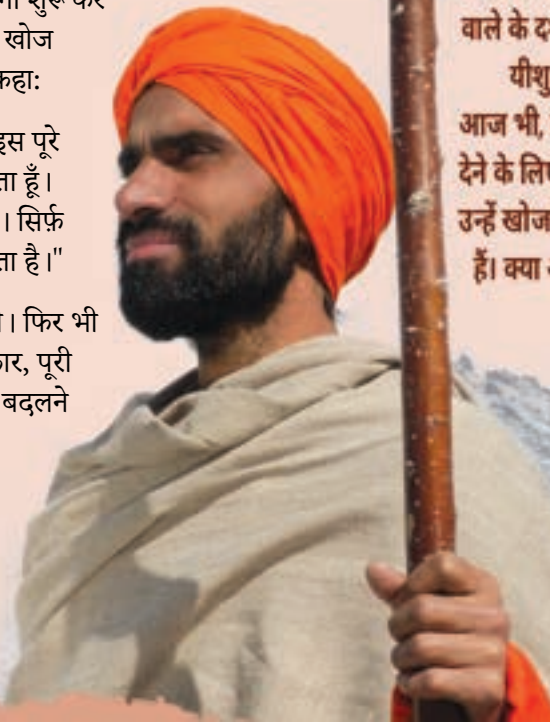 शुरू कर
खोज
कहा:
इस पूरे
ता हूँ।
। सिर्फ़
ता है।"
। फिर भी
कार, पूरी
बदलने
वाले के
यीशु
आज भी,
देने के
उन्हें खोज
हैं। क्या